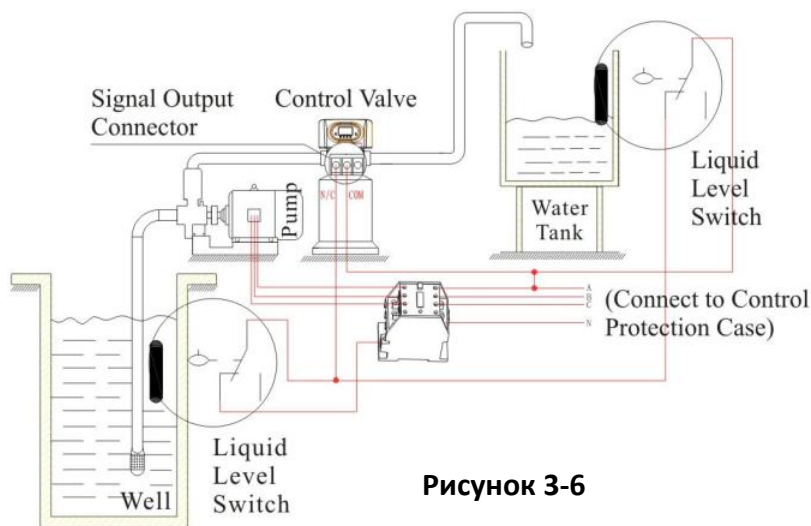 Signal Output
Connector
Control Valve
N/C
COM
Pump
Liquid
Level
Switch
Water
Tank
A
B
C
N
(Connect to Control
Protection Case)
Liquid
Level
Switch
Well
Рисунок 3-6